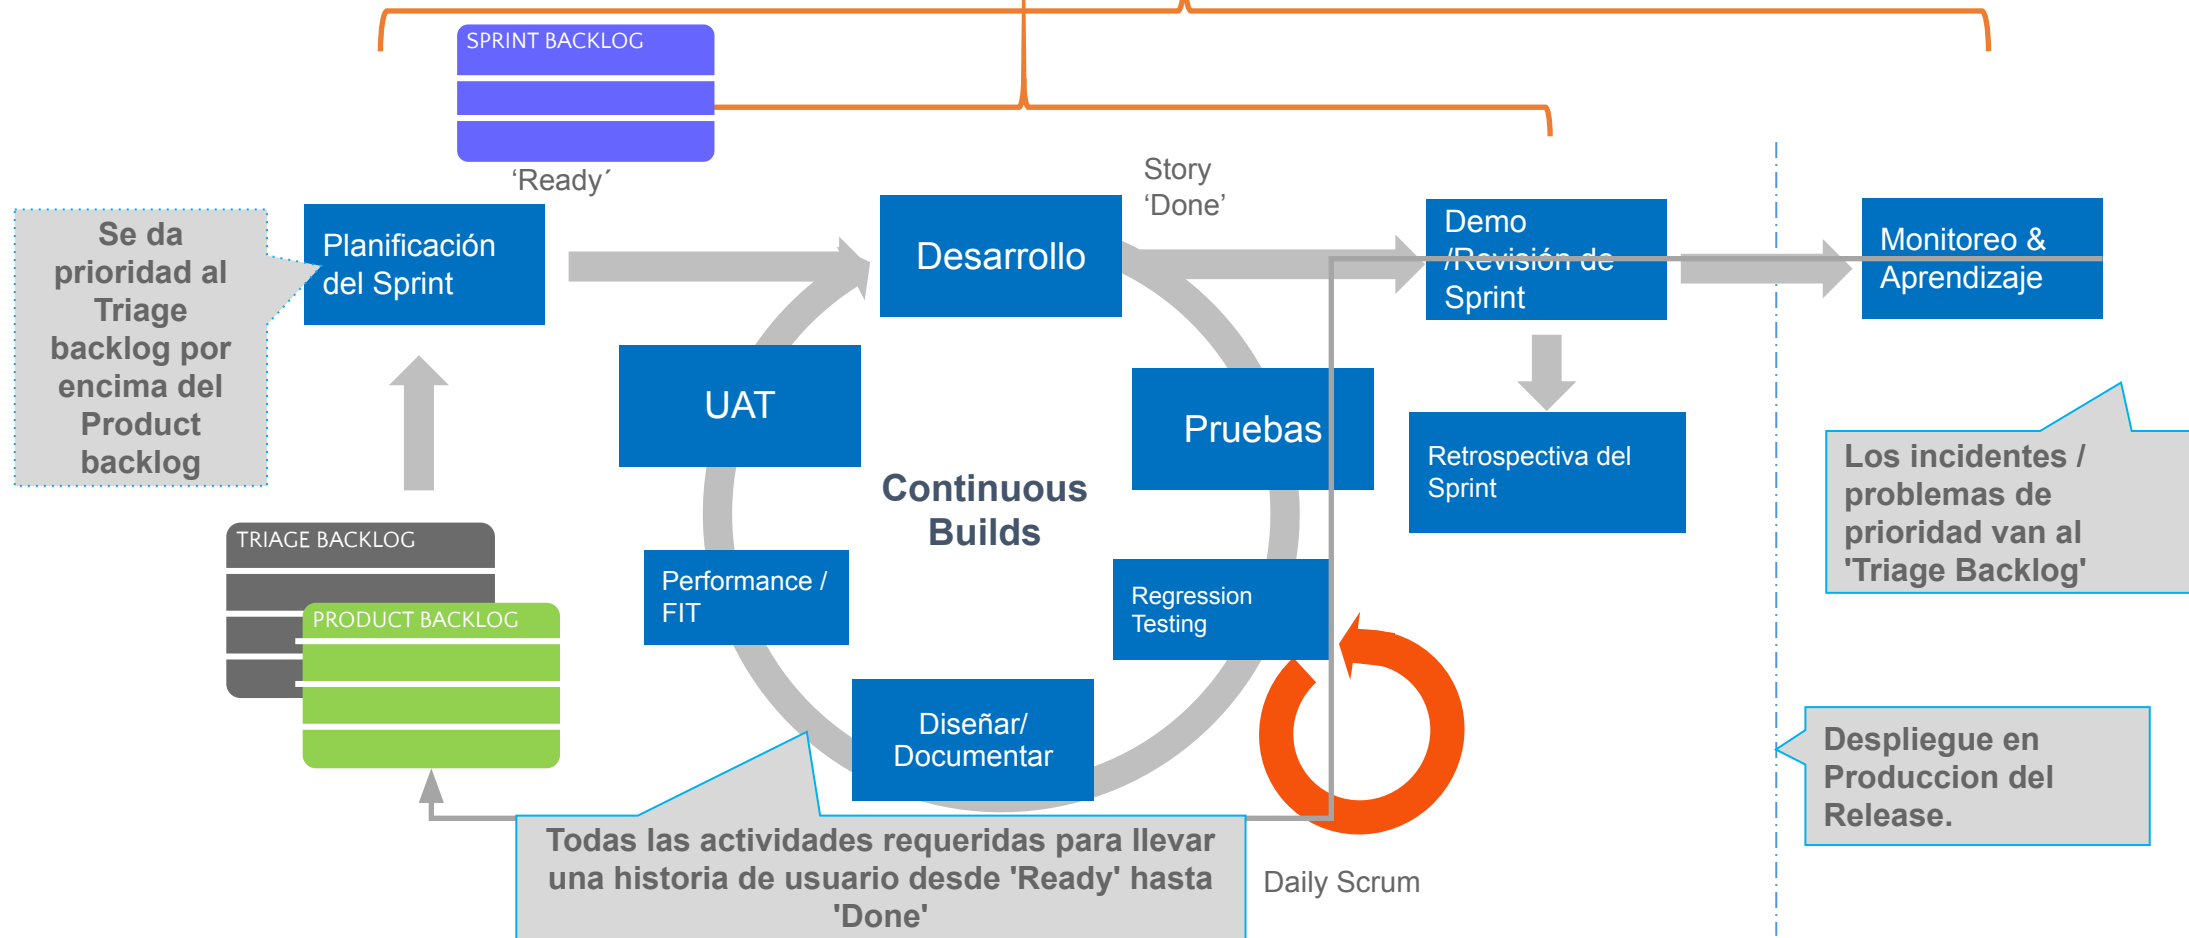 SPRINT BACKLOG
‘Ready´
Story
‘Done’
Se da
prioridad al
Triage
backlog por
encima del
Product
backlog
Planificación
del Sprint
Desarrollo
Demo
/Revisión de
Sprint
Monitoreo &
Aprendizaje
UAT
Pruebas
Retrospectiva del
Sprint
Continuous
Builds
Los incidentes /
problemas de
prioridad van al
'Triage Backlog'
TRIAGE BACKLOG
PRODUCT BACKLOG
Performance /
FIT
Regression
Testing
Diseñar/
Documentar
Despliegue en
Produccion del
Release.
Todas las actividades requeridas para llevar
una historia de usuario desde 'Ready' hasta
'Done'
Daily Scrum